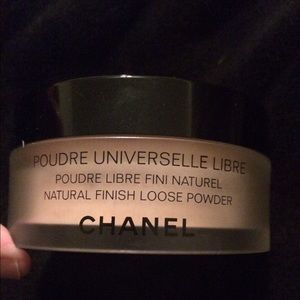 POUDRE UNIVERSELLE LIBRE
POUDRE LIBRE FINI NATUREL
NATURAL FINISH LOOSE POWDER
CHANEL